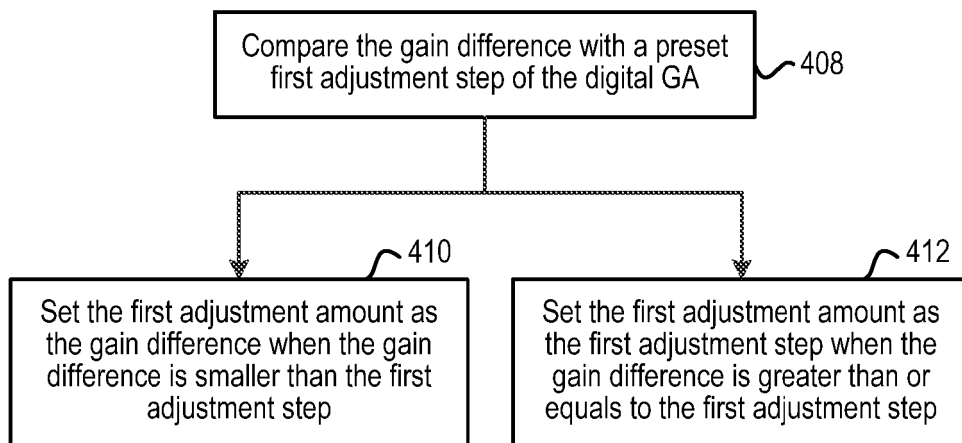 Compare the gain difference with a preset
first adjustment step of the digital GA
408
410
Set the first adjustment amount as
the gain difference when the gain
difference is smaller than the first
adjustment step
412
Set the first adjustment amount as
the first adjustment step when the
gain difference is greater than or
equals to the first adjustment step